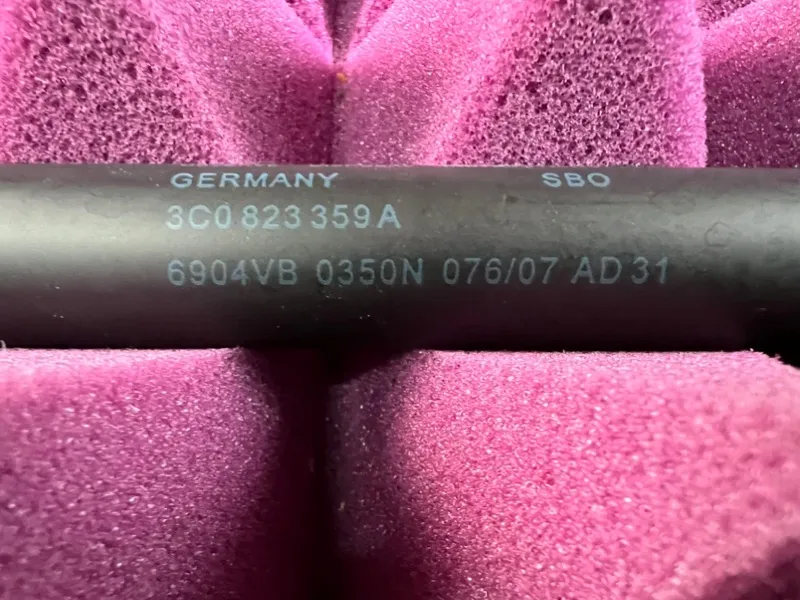 GERMANY SBO
3C0 823 359 A
6904VB 0350N 076/07 AD 31